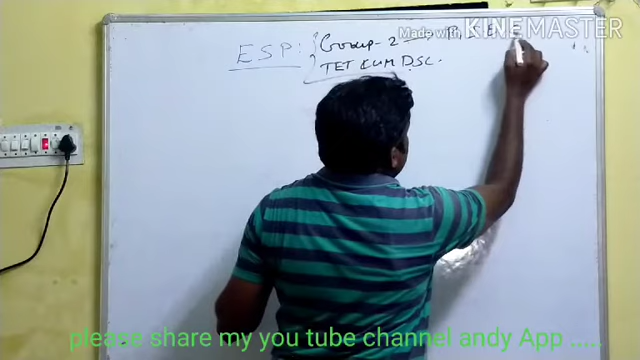 Made with KINEMASTER
ESP: Group-2
TET CUM DSC.
please share my you tube channel andy App .....